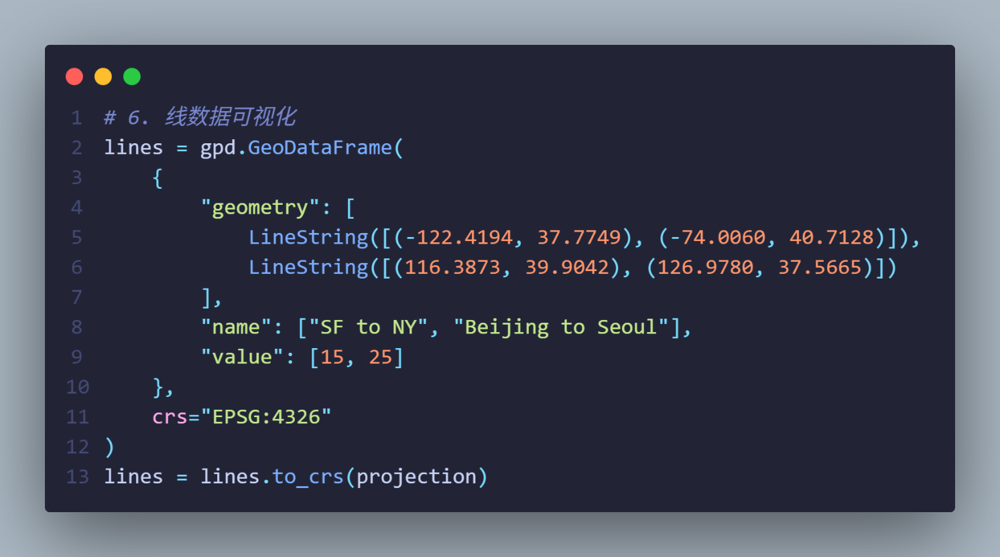 1 # 6. 线数据可视化
2 lines = gpd.GeoDataFrame(
3     {
4         "geometry": [
5             LineString([(-122.4194, 37.7749), (-74.0060, 40.7128)]),
6             LineString([(116.3873, 39.9042), (126.9780, 37.5665)])
7         ],
8         "name": ["SF to NY", "Beijing to Seoul"],
9         "value": [15, 25]
10     },
11     crs="EPSG:4326"
12 )
13 lines = lines.to_crs(projection)